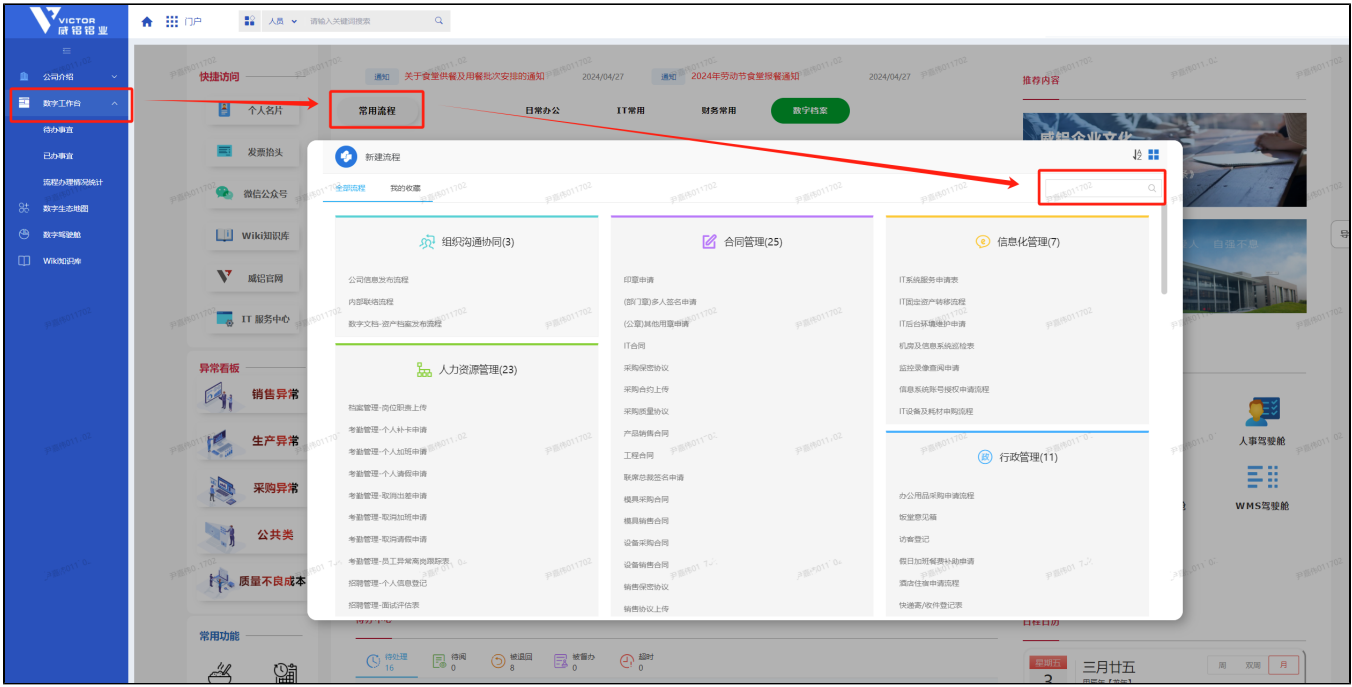 VICTOR
威铝铝业
门户
人员
请输入关键词搜索
公司介绍
数字工作台
待办事宜
已办事宜
流程办理情况统计
数字生态地图
数字驾驶舱
Wiki知识库
快捷访问
个人名片
发票抬头
微信公众号
Wiki知识库
威铝官网
IT 服务中心
异常看板
销售异常
生产异常
采购异常
公共类
质量不良成本
常用功能
通知 关于食堂供餐及用餐批次安排的通知 2024/04/27
通知 2024年劳动节食堂报餐通知 2024/04/27
常用流程
日常办公
IT常用
财务常用
数字档案
推荐内容
威铝企业文化
自强不息
新建流程
全部流程
我的收藏
组织沟通协同(3)
公司信息发布流程
内部联络流程
数字文档-资产档案发布流程
人力资源管理(23)
档案管理-岗位职责上传
考勤管理-个人补卡申请
考勤管理-个人加班申请
考勤管理-个人请假申请
考勤管理-取消出差申请
考勤管理-取消加班申请
考勤管理-取消请假申请
考勤管理-员工异常离岗跟踪表
招聘管理-个人信息登记
招聘管理-面试评估表
合同管理(25)
印章申请
(部门章)多人签名申请
(公章)其他用章申请
IT合同
采购保密协议
采购合约上传
采购质量协议
产品销售合同
工程合同
联席总裁签名申请
模具采购合同
模具销售合同
设备采购合同
设备销售合同
销售保密协议
销售协议上传
信息化管理(7)
IT系统服务申请表
IT固定资产转移流程
IT后台环境维护申请
机房及信息系统巡检表
监控录像查阅申请
信息系统账号授权申请流程
IT设备及耗材申购流程
行政管理(11)
办公用品采购申请流程
饭堂意见箱
访客登记
假日加班餐费补助申请
酒店住宿申请流程
快递寄/收件登记表
人事驾驶舱
WMS驾驶舱
待处理
16
待阅
0
被退回
8
被督办
0
超时
0
日程日历
星期五
3
三月廿五
周
双周
月